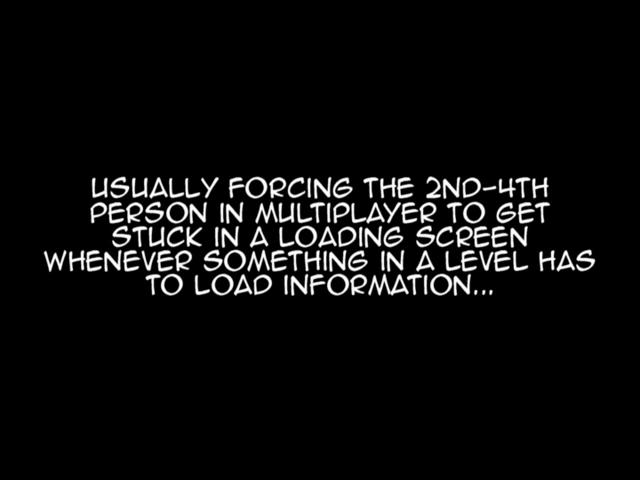 USUALLY FORCING THE 2ND-4TH
PERSON IN MULTIPLAYER TO GET
STUCK IN A LOADING SCREEN
WHENEVER SOMETHING IN A LEVEL HAS
TO LOAD INFORMATION...